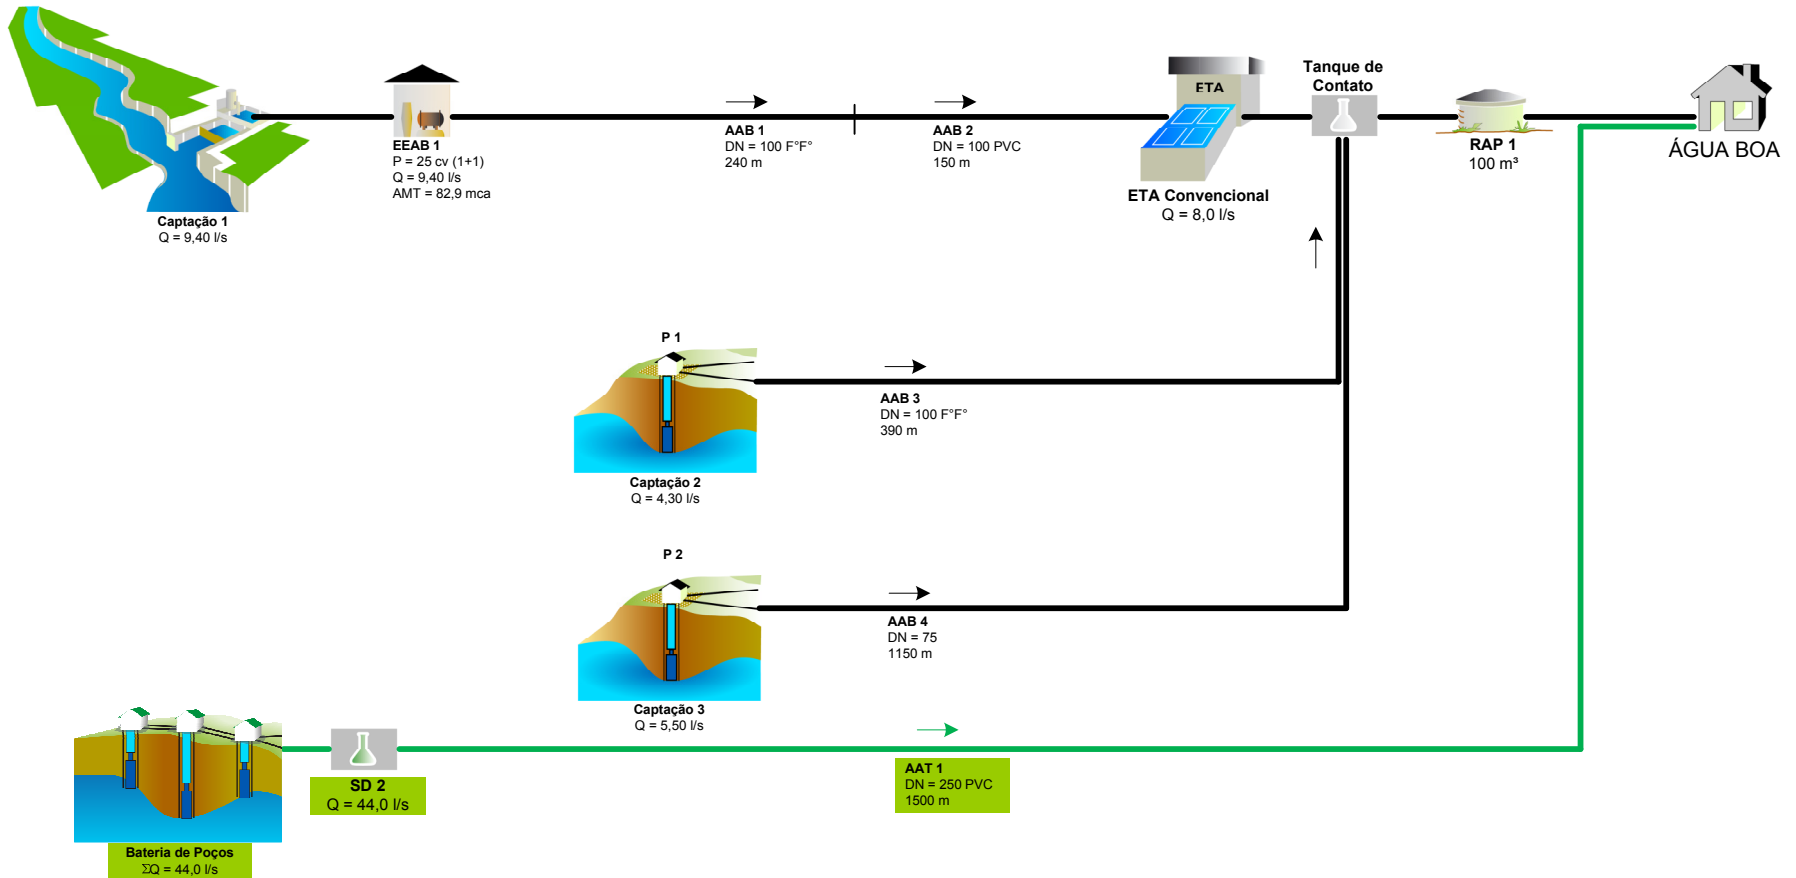 Captação 1
Q = 9,40 l/s
EEAB 1
P = 25 cv (1+1)
Q = 9,40 l/s
AMT = 82,9 mca
AAB 1
DN = 100 F°F°
240 m
AAB 2
DN = 100 PVC
150 m
ETA
ETA Convencional
Q = 8,0 l/s
Tanque de
Contato
RAP 1
100 m³
ÁGUA BOA
P 1
Captação 2
Q = 4,30 l/s
AAB 3
DN = 100 F°F°
390 m
P 2
Captação 3
Q = 5,50 l/s
AAB 4
DN = 75
1150 m
Bateria de Poços
ΣQ = 44,0 l/s
SD 2
Q = 44,0 l/s
AAT 1
DN = 250 PVC
1500 m